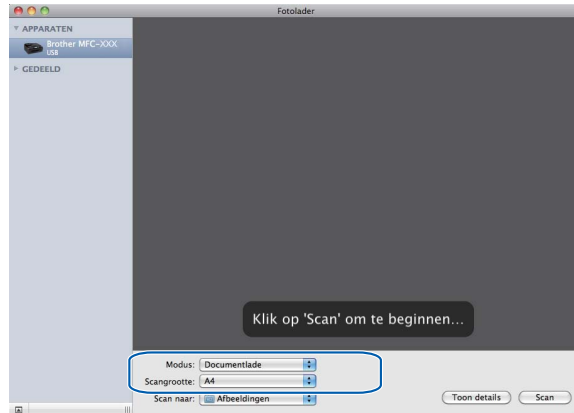 Fotolader
APPARATEN
Brother MFC-XXX
USB
GEDEELD
Klik op 'Scan' om te beginnen...
Modus: Documentlade
Scangrootte: A4
Scan naar: Afbeeldingen
Toon details Scan